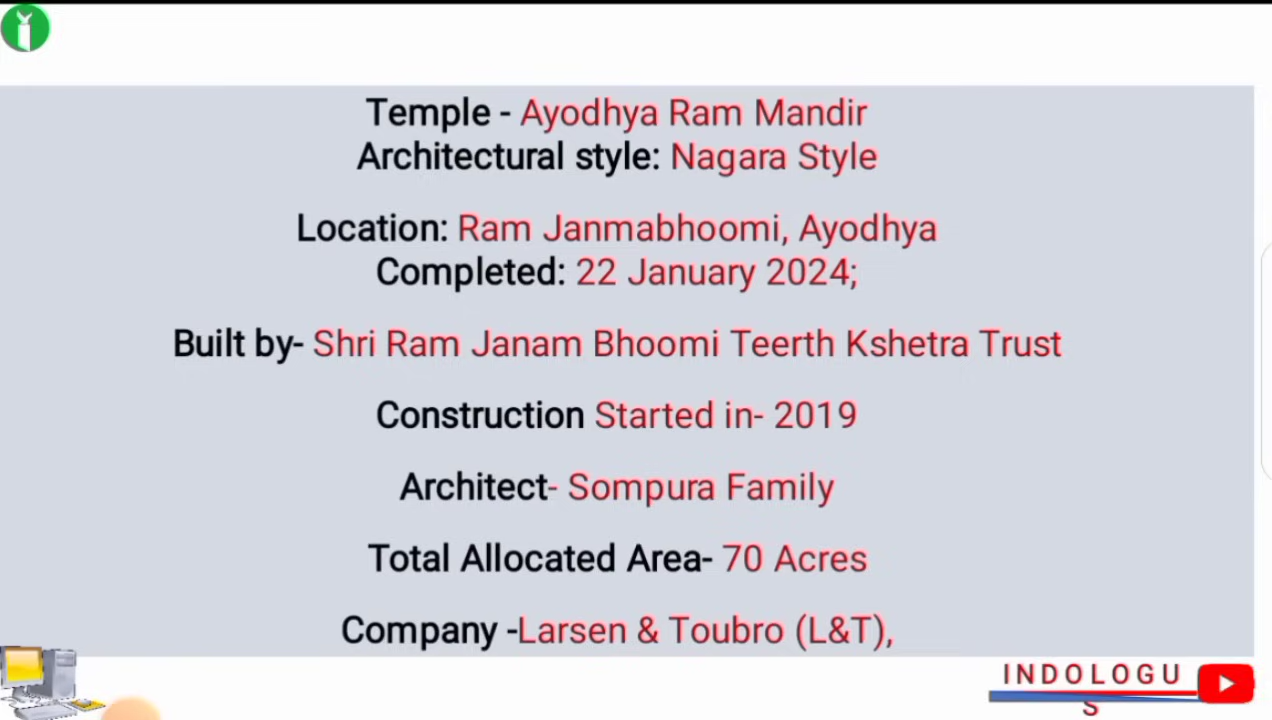 Temple - Ayodhya Ram Mandir
Architectural style: Nagara Style
Location: Ram Janmabhoomi, Ayodhya
Completed: 22 January 2024;
Built by- Shri Ram Janam Bhoomi Teerth Kshetra Trust
Construction Started in- 2019
Architect- Sompura Family
Total Allocated Area- 70 Acres
Company -Larsen & Toubro (L&T),
INDOLOGU
S